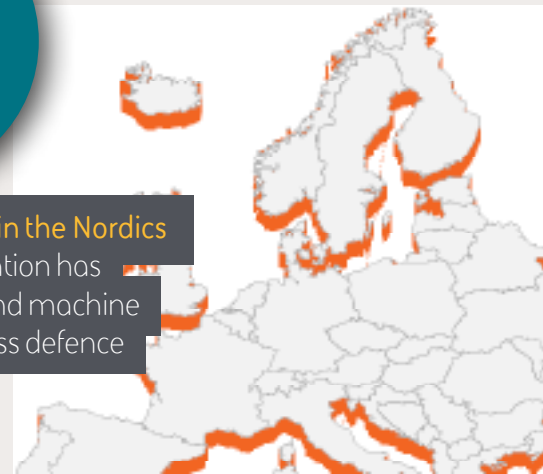 in the Nordics
ation has
nd machine
ss defence